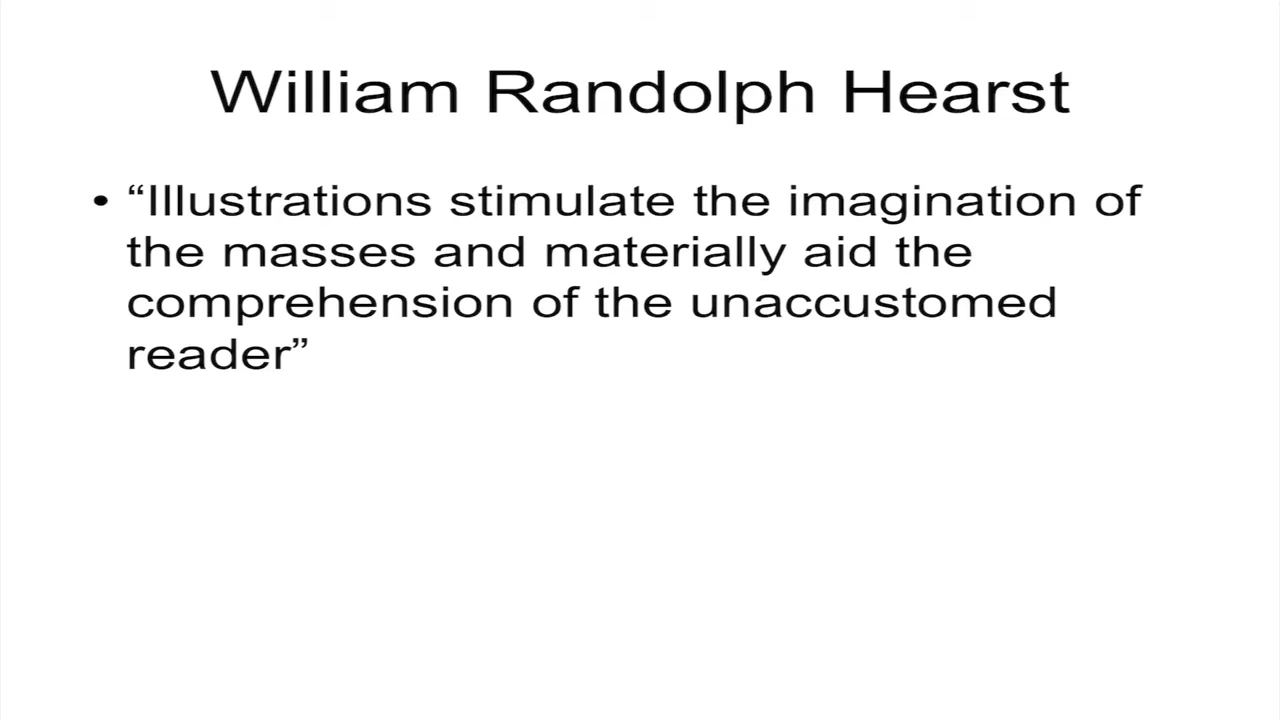 William Randolph Hearst
• “Illustrations stimulate the imagination of
the masses and materially aid the
comprehension of the unaccustomed
reader”